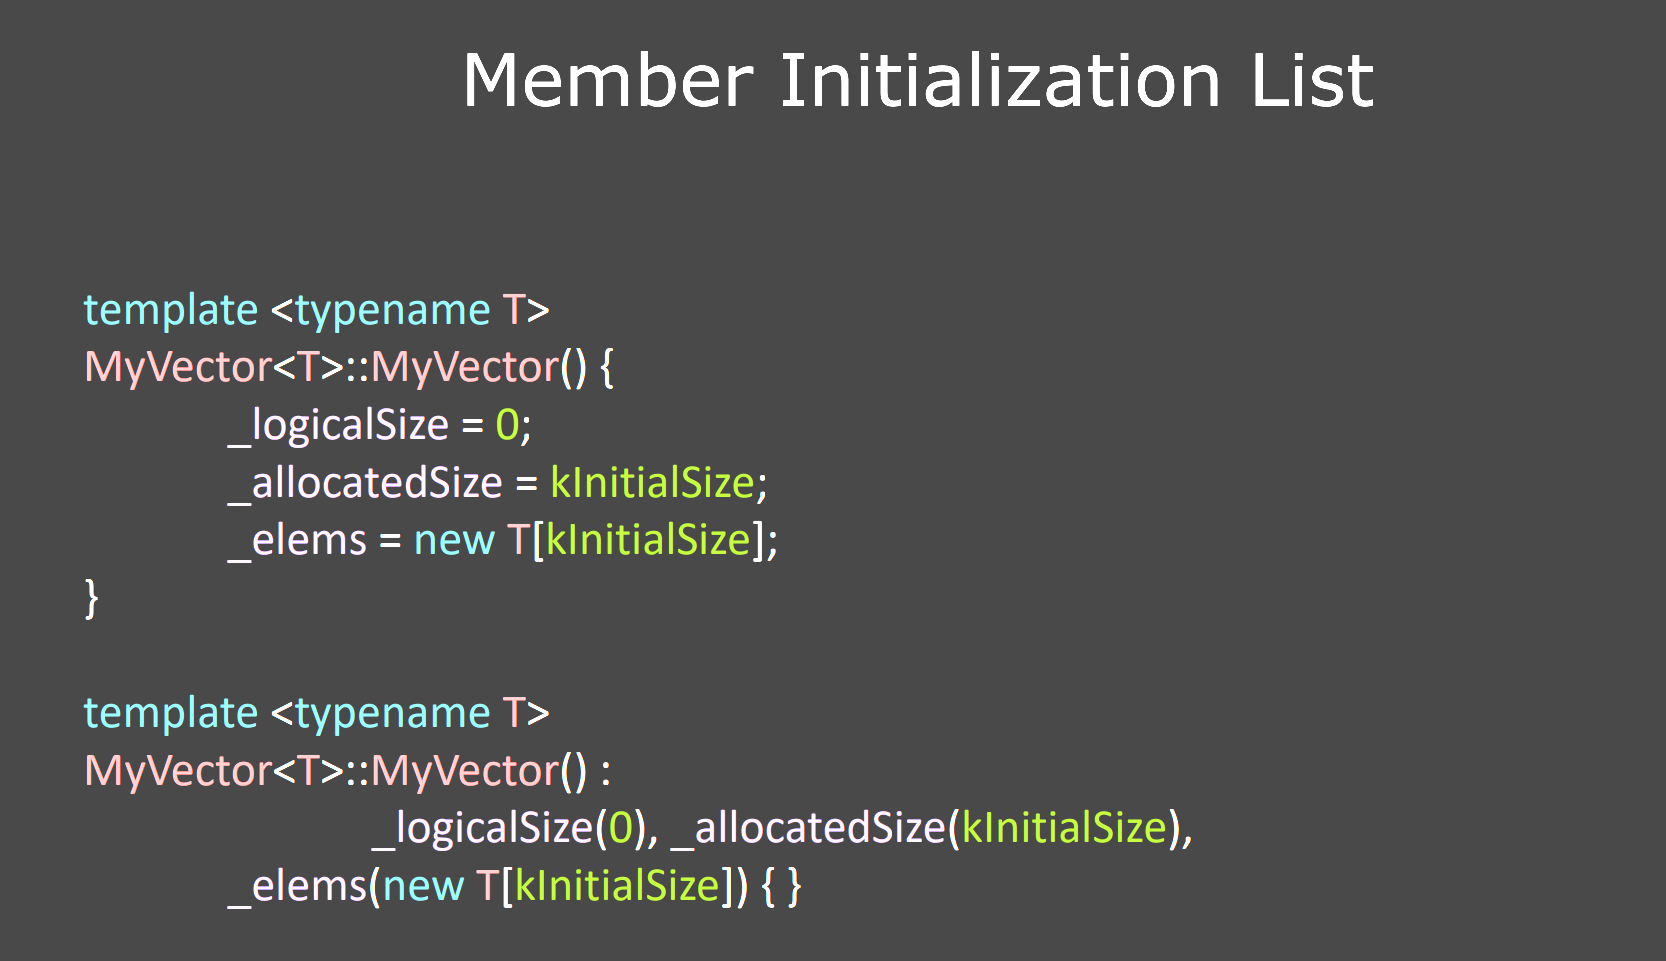 Member Initialization List
template <typename T>
MyVector<T>::MyVector() {
_logicalSize = 0;
_allocatedSize = kInitialSize;
_elems = new T[kInitialSize];
}
template <typename T>
MyVector<T>::MyVector() :
_logicalSize(0), _allocatedSize(kInitialSize),
_elems(new T[kInitialSize]) { }